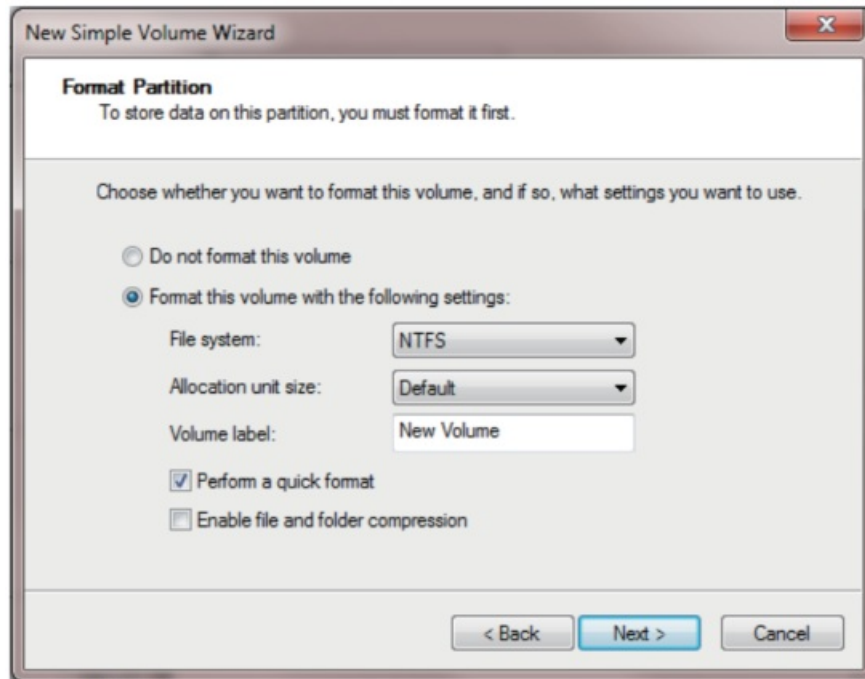 New Simple Volume Wizard
Format Partition
To store data on this partition, you must format it first.
Choose whether you want to format this volume, and if so, what settings you want to use.
Do not format this volume
Format this volume with the following settings:
File system: NTFS
Allocation unit size: Default
Volume label: New Volume
Perform a quick format
Enable file and folder compression
< Back Next > Cancel